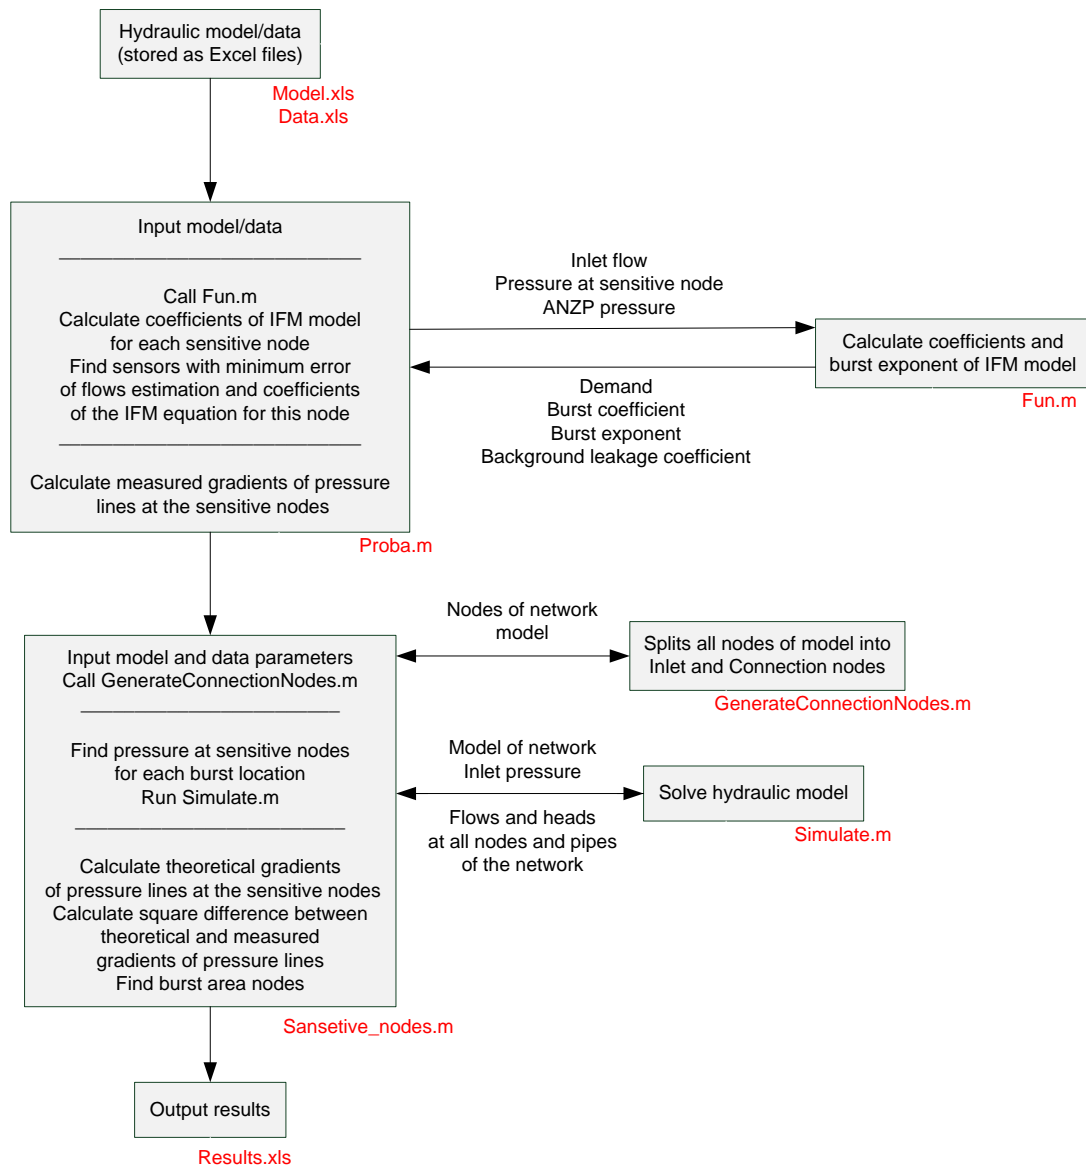 Hydraulic model/data
(stored as Excel files)
Model.xls
Data.xls
Input model/data
Call Fun.m
Calculate coefficients of IFM model
for each sensitive node
Find sensors with minimum error
of flows estimation and coefficients
of the IFM equation for this node
Calculate measured gradients of pressure
lines at the sensitive nodes
Proba.m
Inlet flow
Pressure at sensitive node
ANZP pressure
Demand
Burst coefficient
Burst exponent
Background leakage coefficient
Calculate coefficients and
burst exponent of IFM model
Fun.m
Input model and data parameters
Call GenerateConnectionNodes.m
Find pressure at sensitive nodes
for each burst location
Run Simulate.m
Calculate theoretical gradients
of pressure lines at the sensitive nodes
Calculate square difference between
theoretical and measured
gradients of pressure lines
Find burst area nodes
Sansetive_nodes.m
Nodes of network
model
Splits all nodes of model into
Inlet and Connection nodes
GenerateConnectionNodes.m
Model of network
Inlet pressure
Flows and heads
at all nodes and pipes
of the network
Solve hydraulic model
Simulate.m
Output results
Results.xls